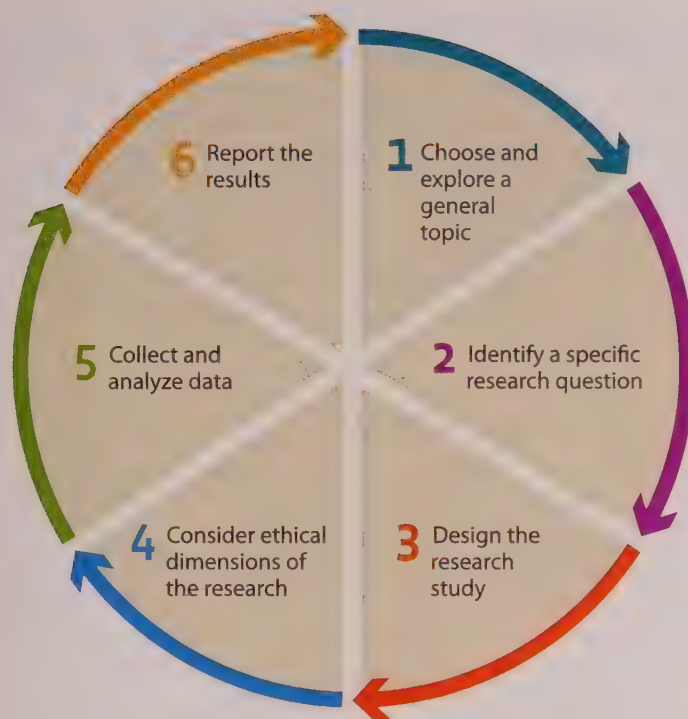 1 Choose and
explore a
general
topic
2 Identify a specific
research question
3 Design the
research
study
4 Consider ethical
dimensions of
the research
5 Collect and
analyze data
6 Report the
results